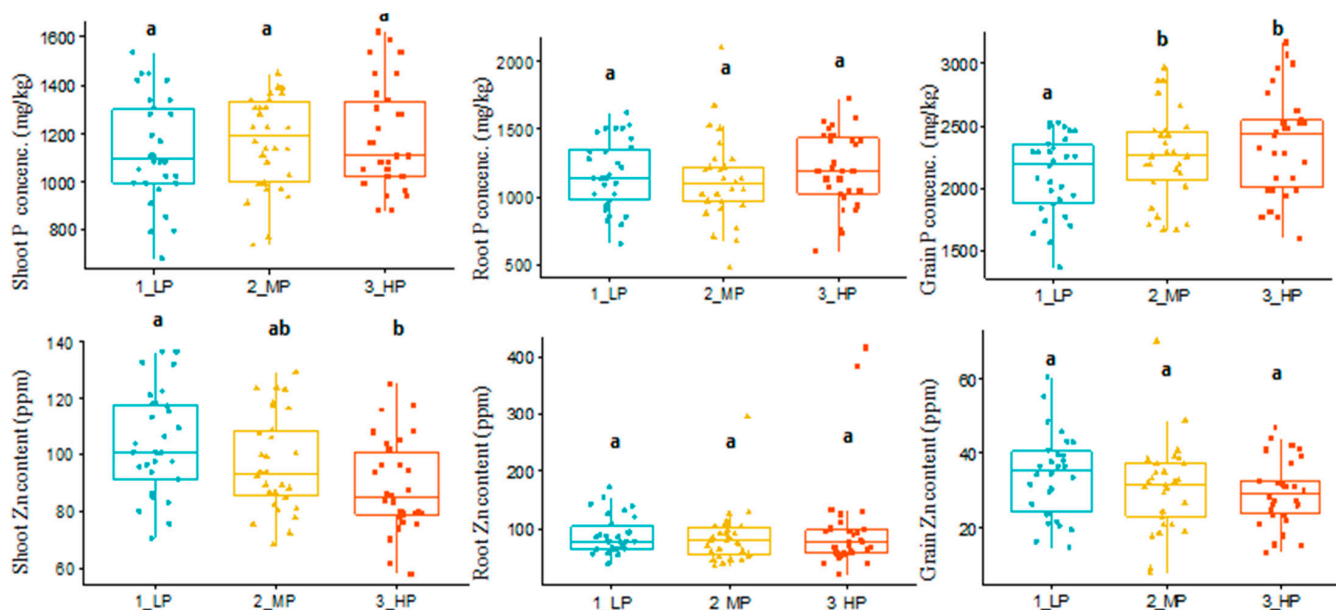 a a a
Shoot P concenc. (mg/kg)
1600
1400
1200
1000
800
1_LP 2_MP 3_HP
a a a
Root P concenc. (mg/kg)
2000
1500
1000
500
1_LP 2_MP 3_HP
a b b
Grain P concenc. (mg/kg)
3000
2500
2000
1500
1_LP 2_MP 3_HP
a ab b
Shoot Zn content (ppm)
140
120
100
80
60
1_LP 2_MP 3_HP
a a a
Root Zn content (ppm)
400
300
200
100
1_LP 2_MP 3_HP
a a a
Grain Zn content (ppm)
60
40
20
1_LP 2_MP 3_HP